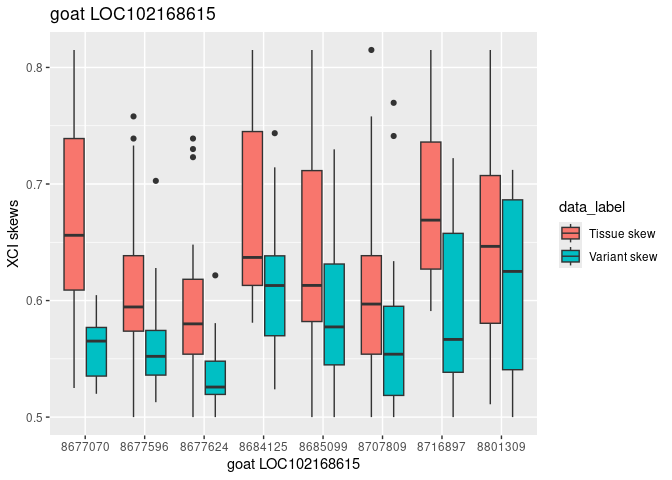 goat LOC102168615
XCI skews
0.8
0.7
0.6
0.5
8677070 8677596 8677624 8684125 8685099 8707809 8716897 8801309
goat LOC102168615
data_label
Tissue skew
Variant skew